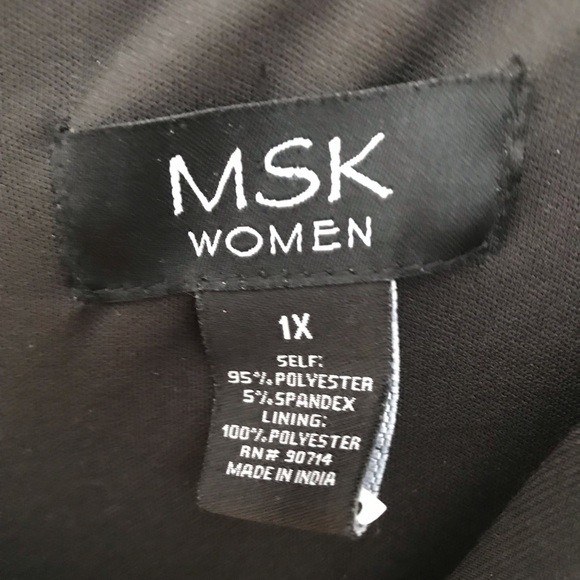 MSK
WOMEN
1X
SELF:
95% POLYESTER
5% SPANDEX
LINING:
100% POLYESTER
RN# 90714
MADE IN INDIA